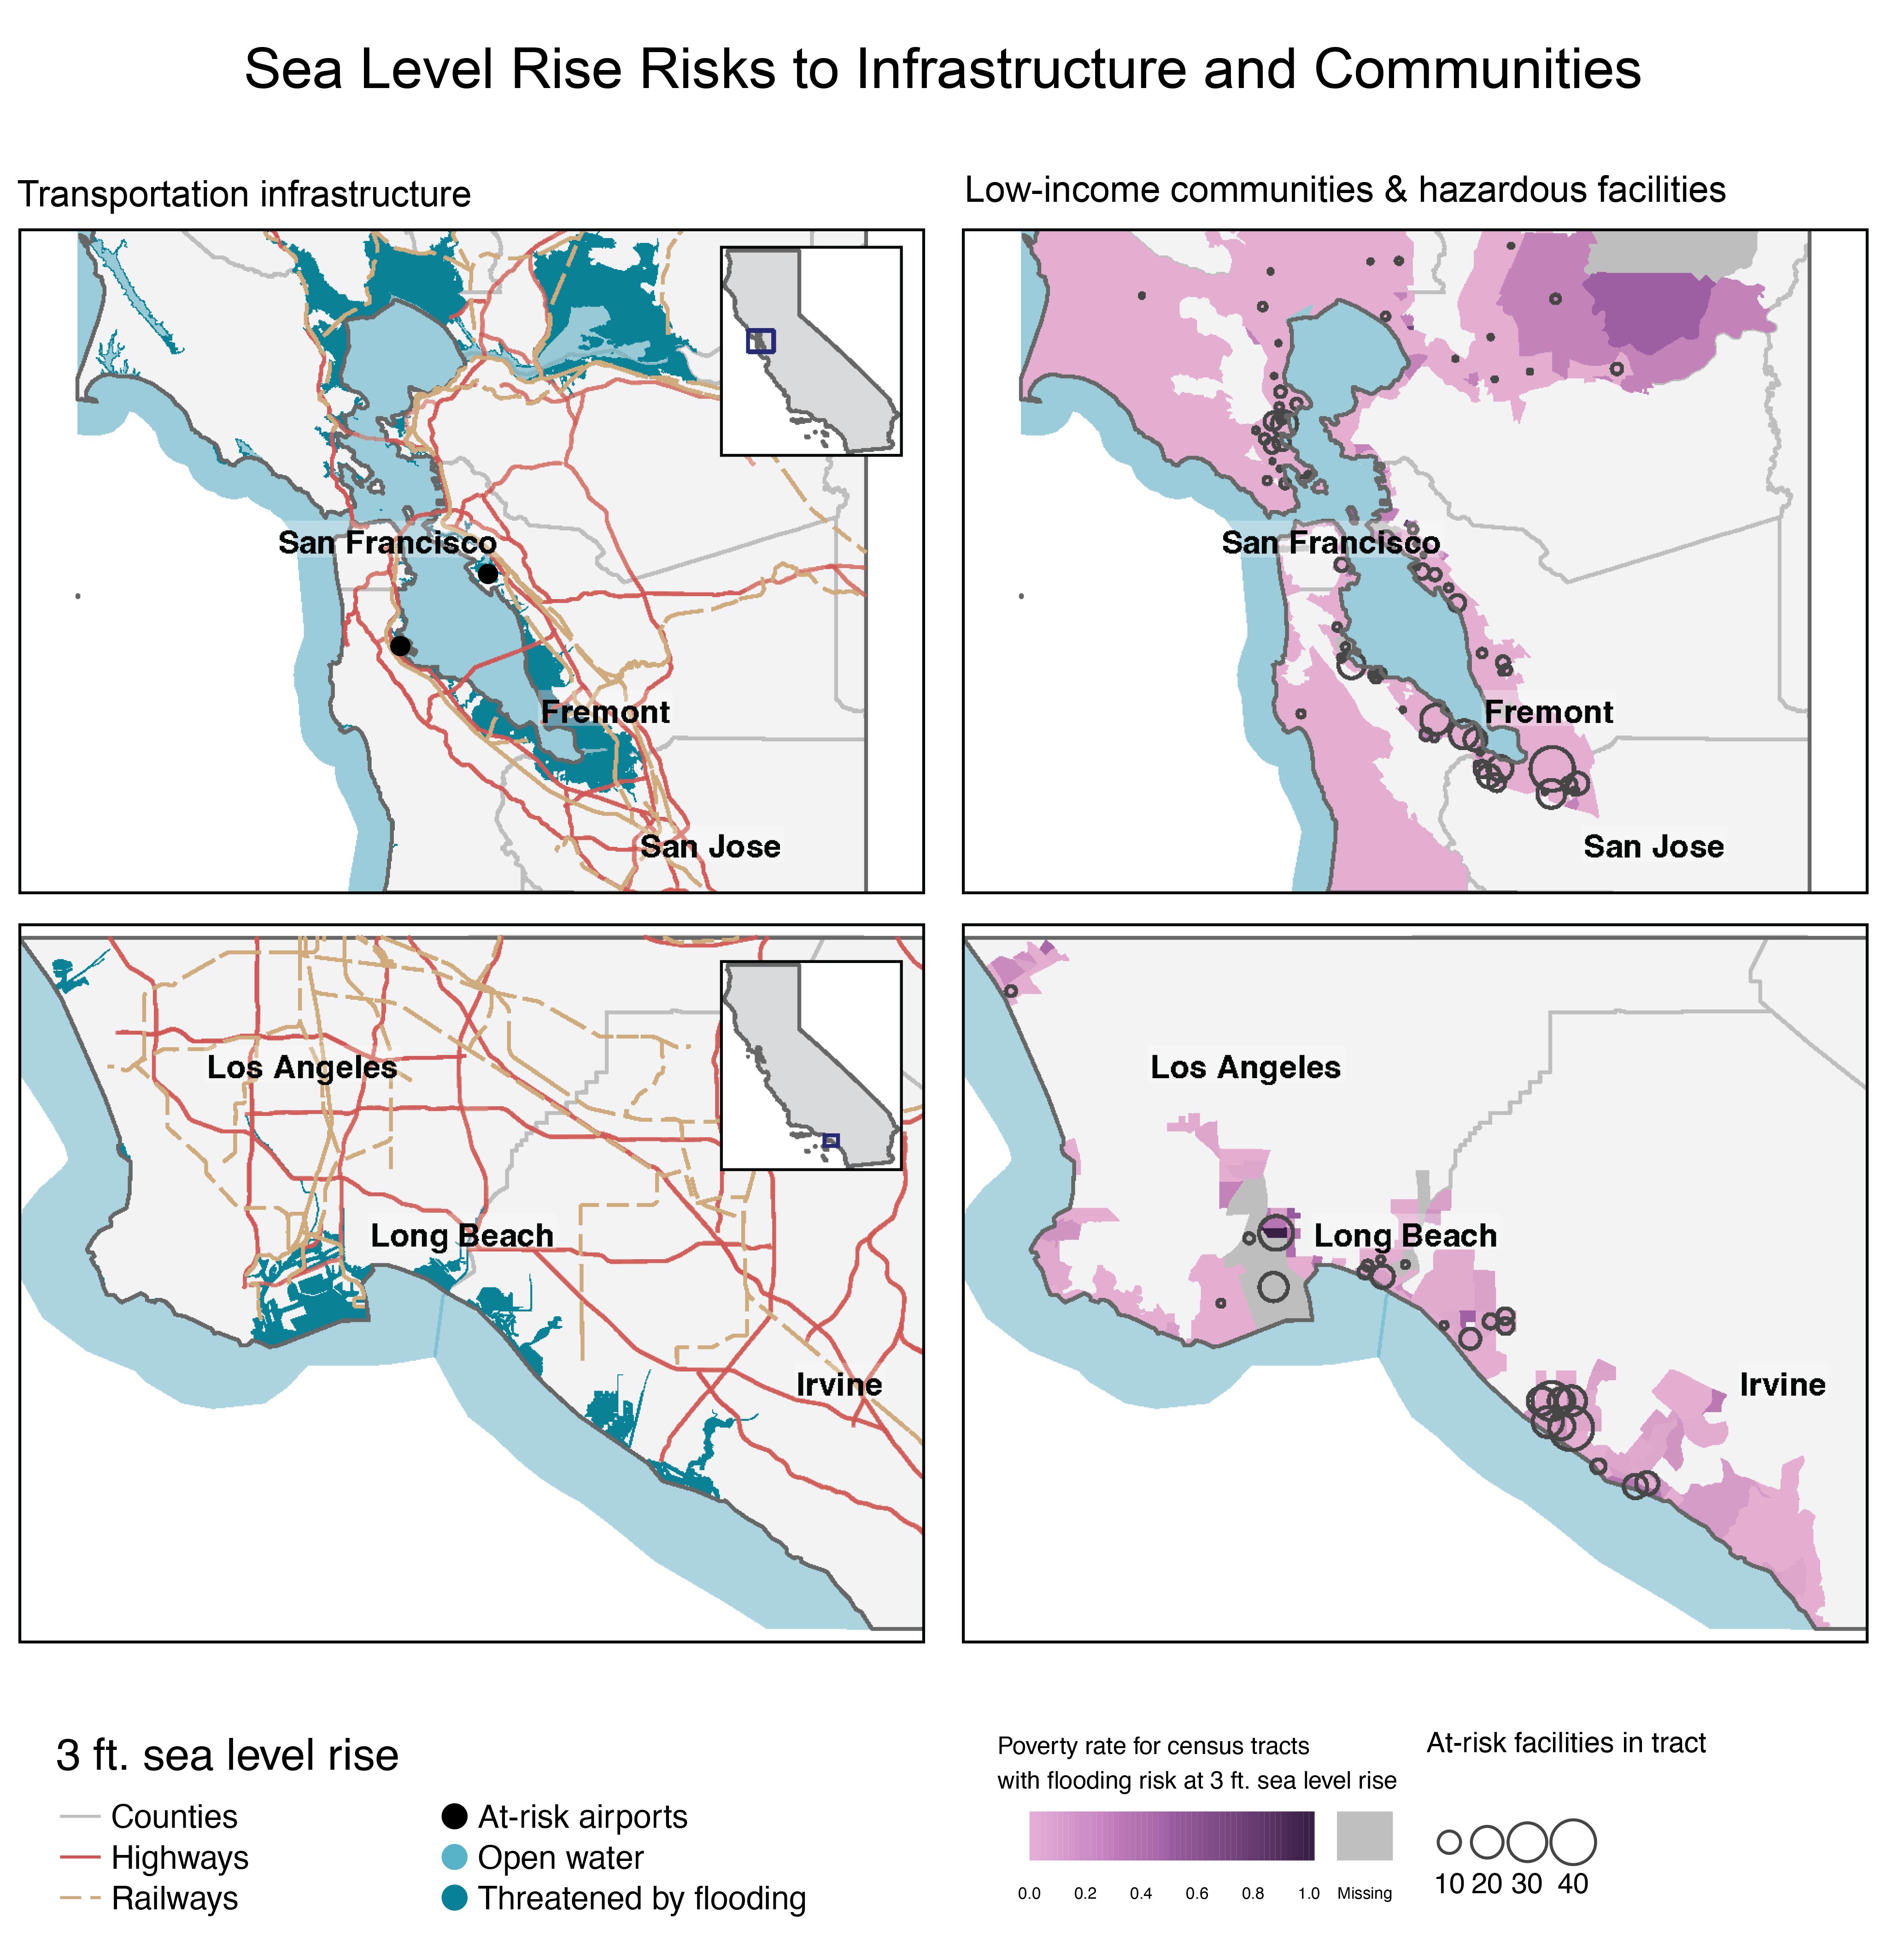 Sea Level Rise Risks to Infrastructure and Communities
Transportation infrastructure
Low-income communities & hazardous facilities
San Francisco
Fremont
San Jose
San Francisco
Fremont
San Jose
Los Angeles
Long Beach
Irvine
Los Angeles
Long Beach
Irvine
3 ft. sea level rise
Counties
Highways
Railways
At-risk airports
Open water
Threatened by flooding
Poverty rate for census tracts
with flooding risk at 3 ft. sea level rise
0.0 0.2 0.4 0.6 0.8 1.0 Missing
At-risk facilities in tract
10 20 30 40